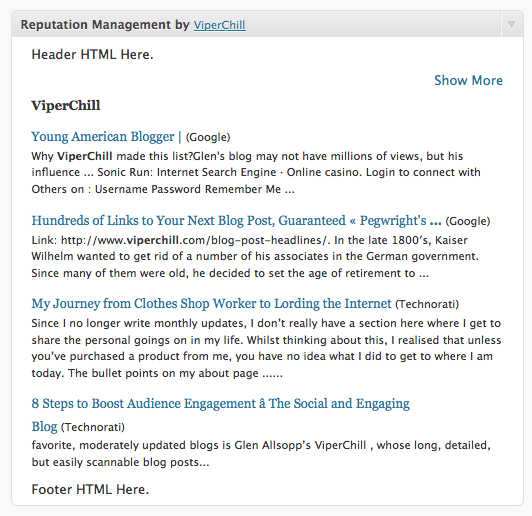 Reputation Management by ViperChill
Header HTML Here.
Show More
ViperChill
Young American Blogger | (Google)
Why ViperChill made this list?Glen's blog may not have millions of views, but his
influence ... Sonic Run: Internet Search Engine · Online casino. Login to connect with
Others on : Username Password Remember Me ...
Hundreds of Links to Your Next Blog Post, Guaranteed « Pegwright's ... (Google)
Link: http://www.viperchill.com/blog-post-headlines/. In the late 1800′s, Kaiser
Wilhelm wanted to get rid of a number of his associates in the German government.
Since many of them were old, he decided to set the age of retirement to ...
My Journey from Clothes Shop Worker to Lording the Internet (Technorati)
Since I no longer write monthly updates, I don't really have a section here where I get to
share the personal goings on in my life. Whilst thinking about this, I realised that unless
you've purchased a product from me, you have no idea what I did to get to where I am
today. The bullet points on my about page ......
8 Steps to Boost Audience Engagement â The Social and Engaging
Blog (Technorati)
favorite, moderately updated blogs is Glen Allsopp's ViperChill , whose long, detailed,
but easily scannable blog posts...
Footer HTML Here.